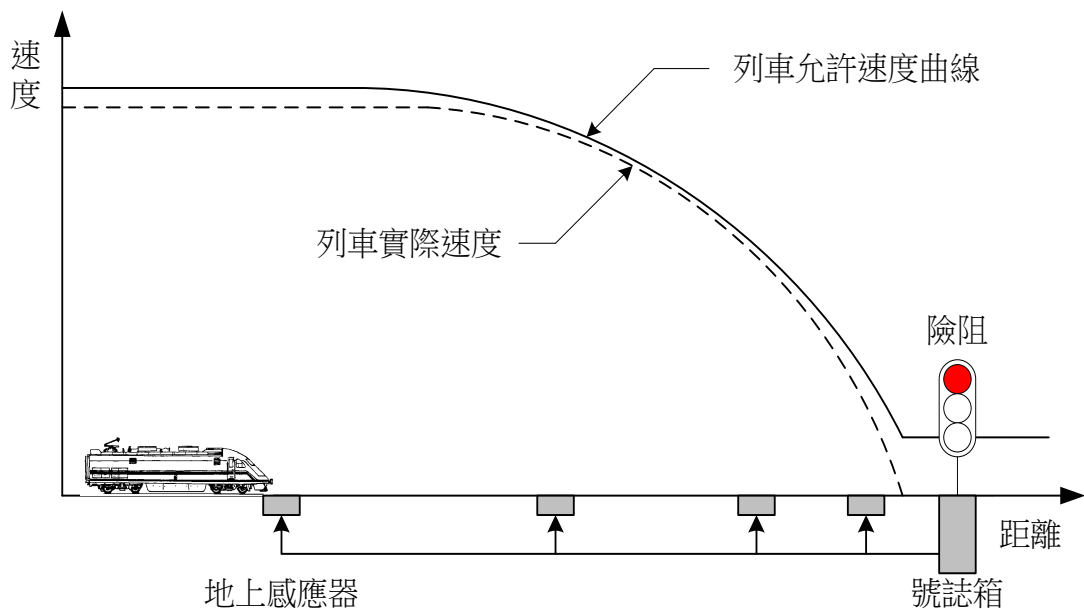 速
度
列車允許速度曲線
列車實際速度
險阻
距離
地上感應器
號誌箱